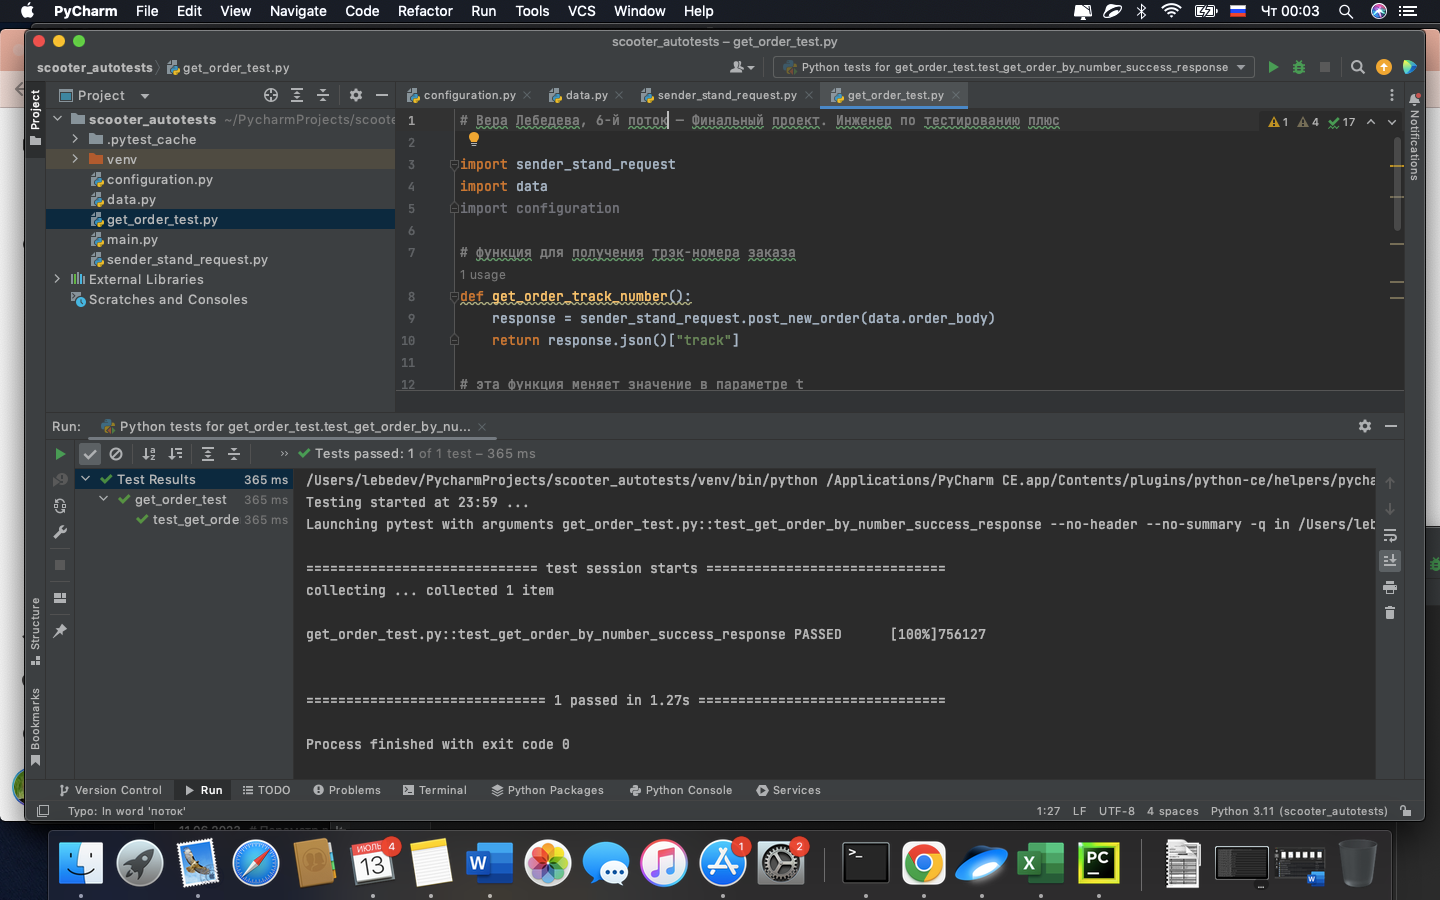 PyCharm File Edit View Navigate Code Refactor Run Tools VCS Window Help Чт 00:03
scooter_autotests – get_order_test.py
scooter_autotests get_order_test.py Python tests for get_order_test.test_get_order_by_number_success_response
Project Project configuration.py data.py sender_stand_request.py get_order_test.py
scooter_autotests ~/PycharmProjects/scoote
.pytest_cache
venv
configuration.py
data.py
get_order_test.py
main.py
sender_stand_request.py
External Libraries
Scratches and Consoles
1 # Вера Лебедева, 6-й поток — Финальный проект. Инженер по тестированию плюс 1 4 17
2
3 import sender_stand_request
4 import data
5 import configuration
6
7 # функция для получения трэк-номера заказа
1 usage
8 def get_order_track_number():
9 response = sender_stand_request.post_new_order(data.order_body)
10 return response.json()["track"]
11
12 # эта функция меняет значение в параметре t
Notifications
Run: Python tests for get_order_test.test_get_order_by_nu...
» Tests passed: 1 of 1 test – 365 ms
Test Results 365 ms
get_order_test 365 ms
test_get_orde 365 ms
/Users/lebedev/PycharmProjects/scooter_autotests/venv/bin/python /Applications/PyCharm CE.app/Contents/plugins/python-ce/helpers/pycha
Testing started at 23:59 ...
Launching pytest with arguments get_order_test.py::test_get_order_by_number_success_response --no-header --no-summary -q in /Users/leb
============================= test session starts ==============================
collecting ... collected 1 item
get_order_test.py::test_get_order_by_number_success_response PASSED [100%]756127
============================== 1 passed in 1.27s ===============================
Process finished with exit code 0
Structure
Bookmarks
Version Control Run TODO Problems Terminal Python Packages Python Console Services
Typo: In word 'поток' 1:27 LF UTF-8 4 spaces Python 3.11 (scooter_autotests)
ИЮЛЬ
13 4 1 2
W X PC